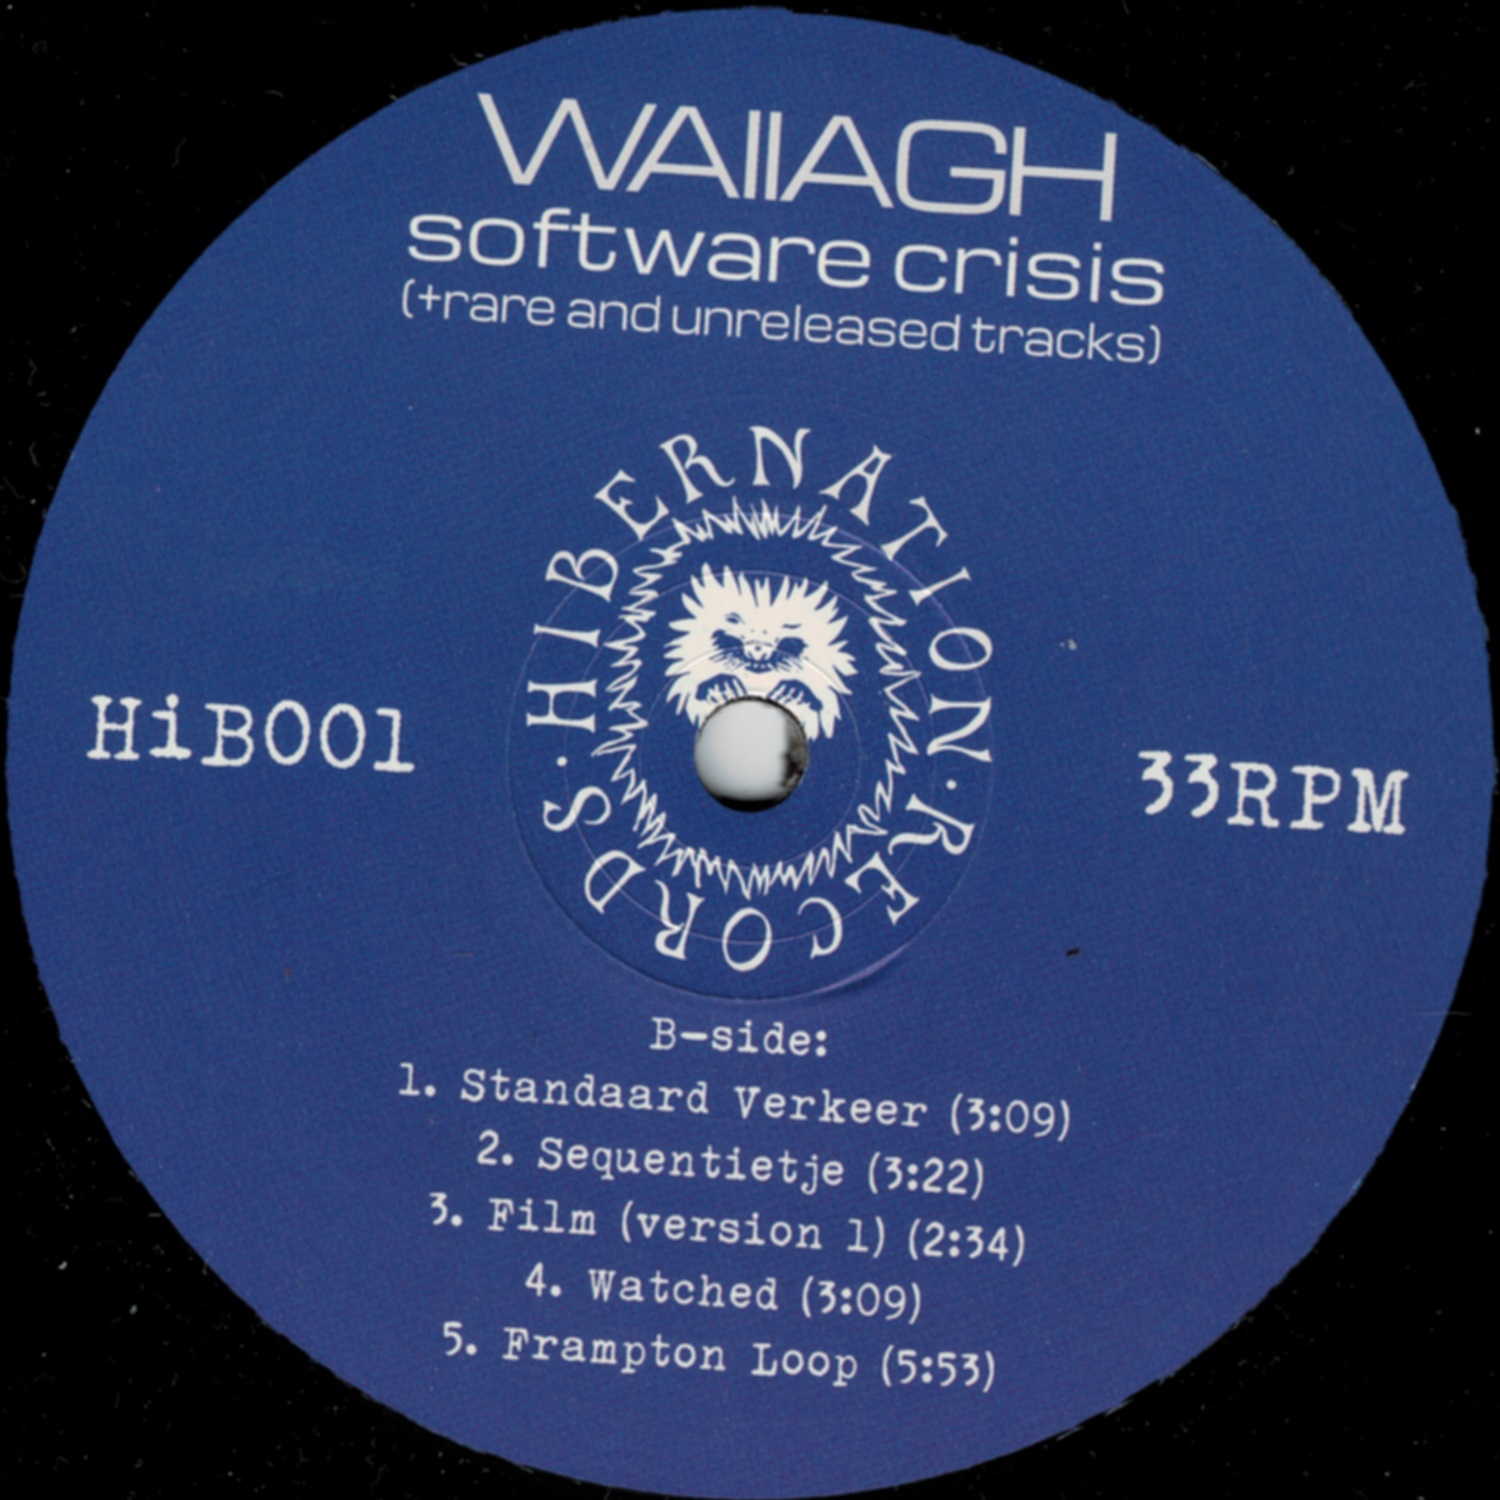 WAIIAGH
software crisis
(+rare and unreleased tracks)
HIBERNATION · RECORDS ·
HiB001
33RPM
B-side:
1. Standaard Verkeer (3:09)
2. Sequentietje (3:22)
3. Film (version 1) (2:34)
4. Watched (3:09)
5. Frampton Loop (5:53)